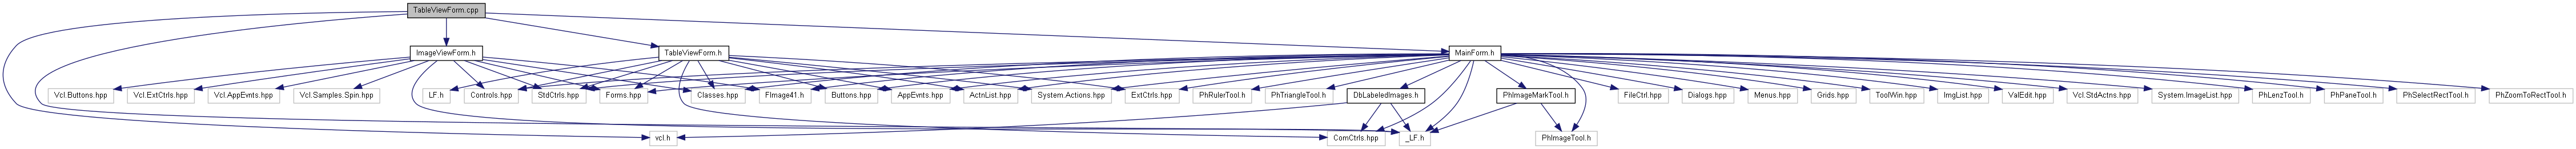 TableViewForm.cpp
ImageViewForm.h
TableViewForm.h
MainForm.h
Vcl.Buttons.hpp
Vcl.ExtCtrls.hpp
Vcl.AppEvnts.hpp
Vcl.Samples.Spin.hpp
LF.h
Controls.hpp
StdCtrls.hpp
Forms.hpp
Classes.hpp
FImage41.h
Buttons.hpp
AppEvnts.hpp
ActnList.hpp
System.Actions.hpp
ExtCtrls.hpp
PhRulerTool.h
PhTriangleTool.h
DbLabeledImages.h
PhImageMarkTool.h
FileCtrl.hpp
Dialogs.hpp
Menus.hpp
Grids.hpp
ToolWin.hpp
ImgList.hpp
ValEdit.hpp
Vcl.StdActns.hpp
System.ImageList.hpp
PhLenzTool.h
PhPaneTool.h
PhSelectRectTool.h
PhZoomToRectTool.h
vcl.h
ComCtrls.hpp
_LF.h
PhImageTool.h